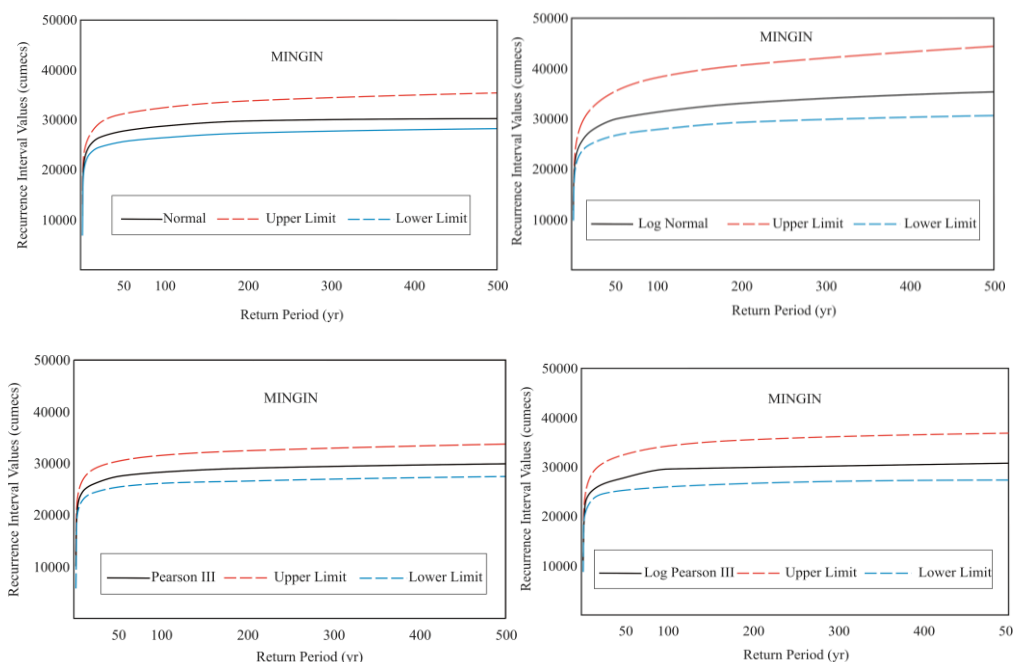 50000
40000
30000
20000
10000
Recurrence Interval Values (cumecs)
MINGIN
Normal Upper Limit Lower Limit
50 100 200 300 400 500
Return Period (yr)
50000
40000
30000
20000
10000
Recurrence Interval Values (cumecs)
MINGIN
Log Normal Upper Limit Lower Limit
50 100 200 300 400 500
Return Period (yr)
50000
40000
30000
20000
10000
Recurrence Interval Values (cumecs)
MINGIN
Pearson III Upper Limit Lower Limit
50 100 200 300 400 500
Return Period (yr)
50000
40000
30000
20000
10000
Recurrence Interval Values (cumecs)
MINGIN
Log Pearson III Upper Limit Lower Limit
50 100 200 300 400 500
Return Period (yr)